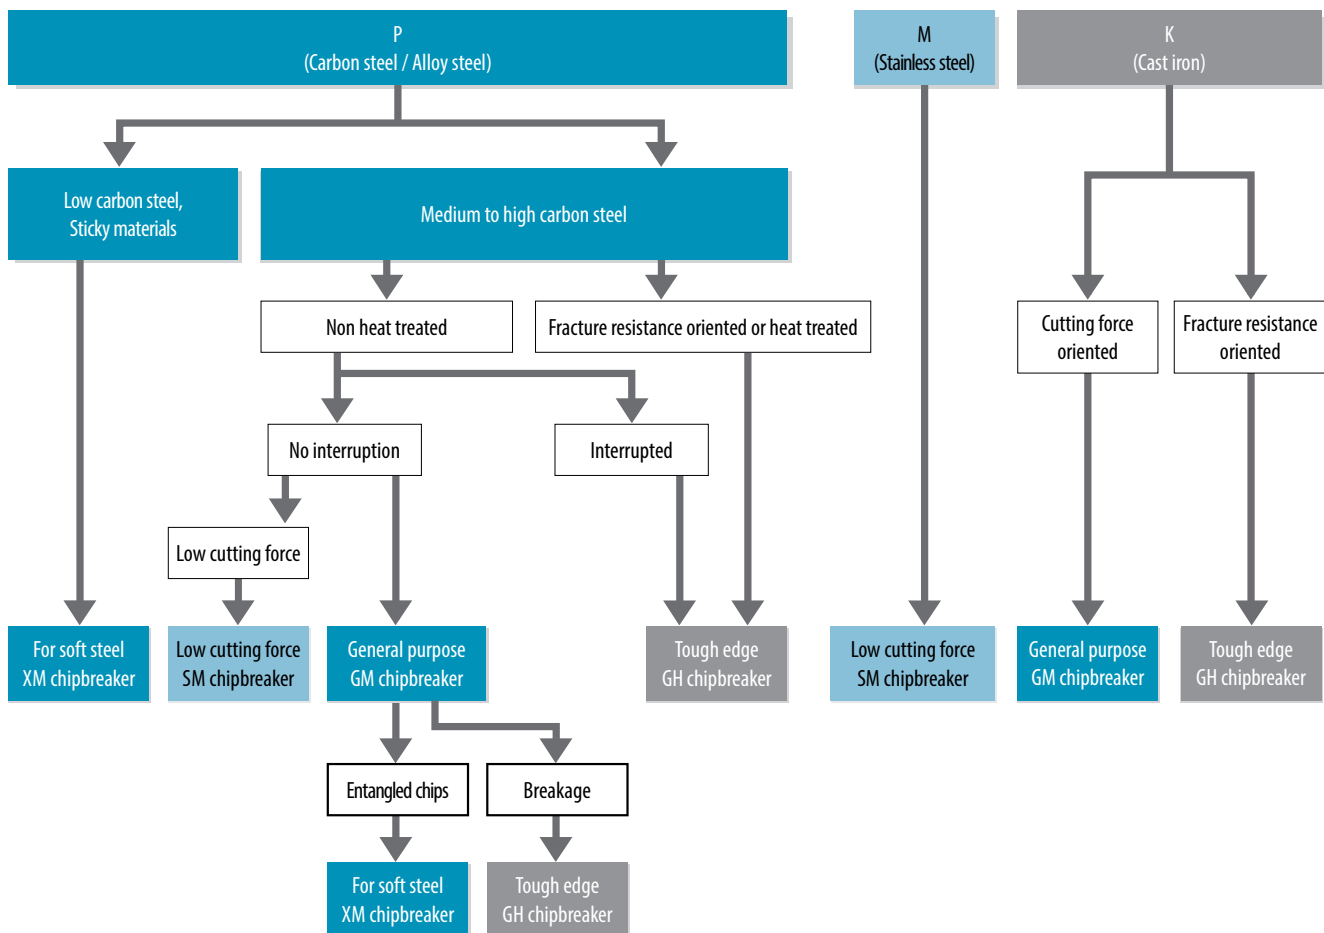 P
(Carbon steel / Alloy steel)
M
(Stainless steel)
K
(Cast iron)
Low carbon steel,
Sticky materials
Medium to high carbon steel
Non heat treated
Fracture resistance oriented or heat treated
Cutting force
oriented
Fracture resistance
oriented
No interruption
Interrupted
Low cutting force
For soft steel
XM chipbreaker
Low cutting force
SM chipbreaker
General purpose
GM chipbreaker
Tough edge
GH chipbreaker
Low cutting force
SM chipbreaker
General purpose
GM chipbreaker
Tough edge
GH chipbreaker
Entangled chips
Breakage
For soft steel
XM chipbreaker
Tough edge
GH chipbreaker